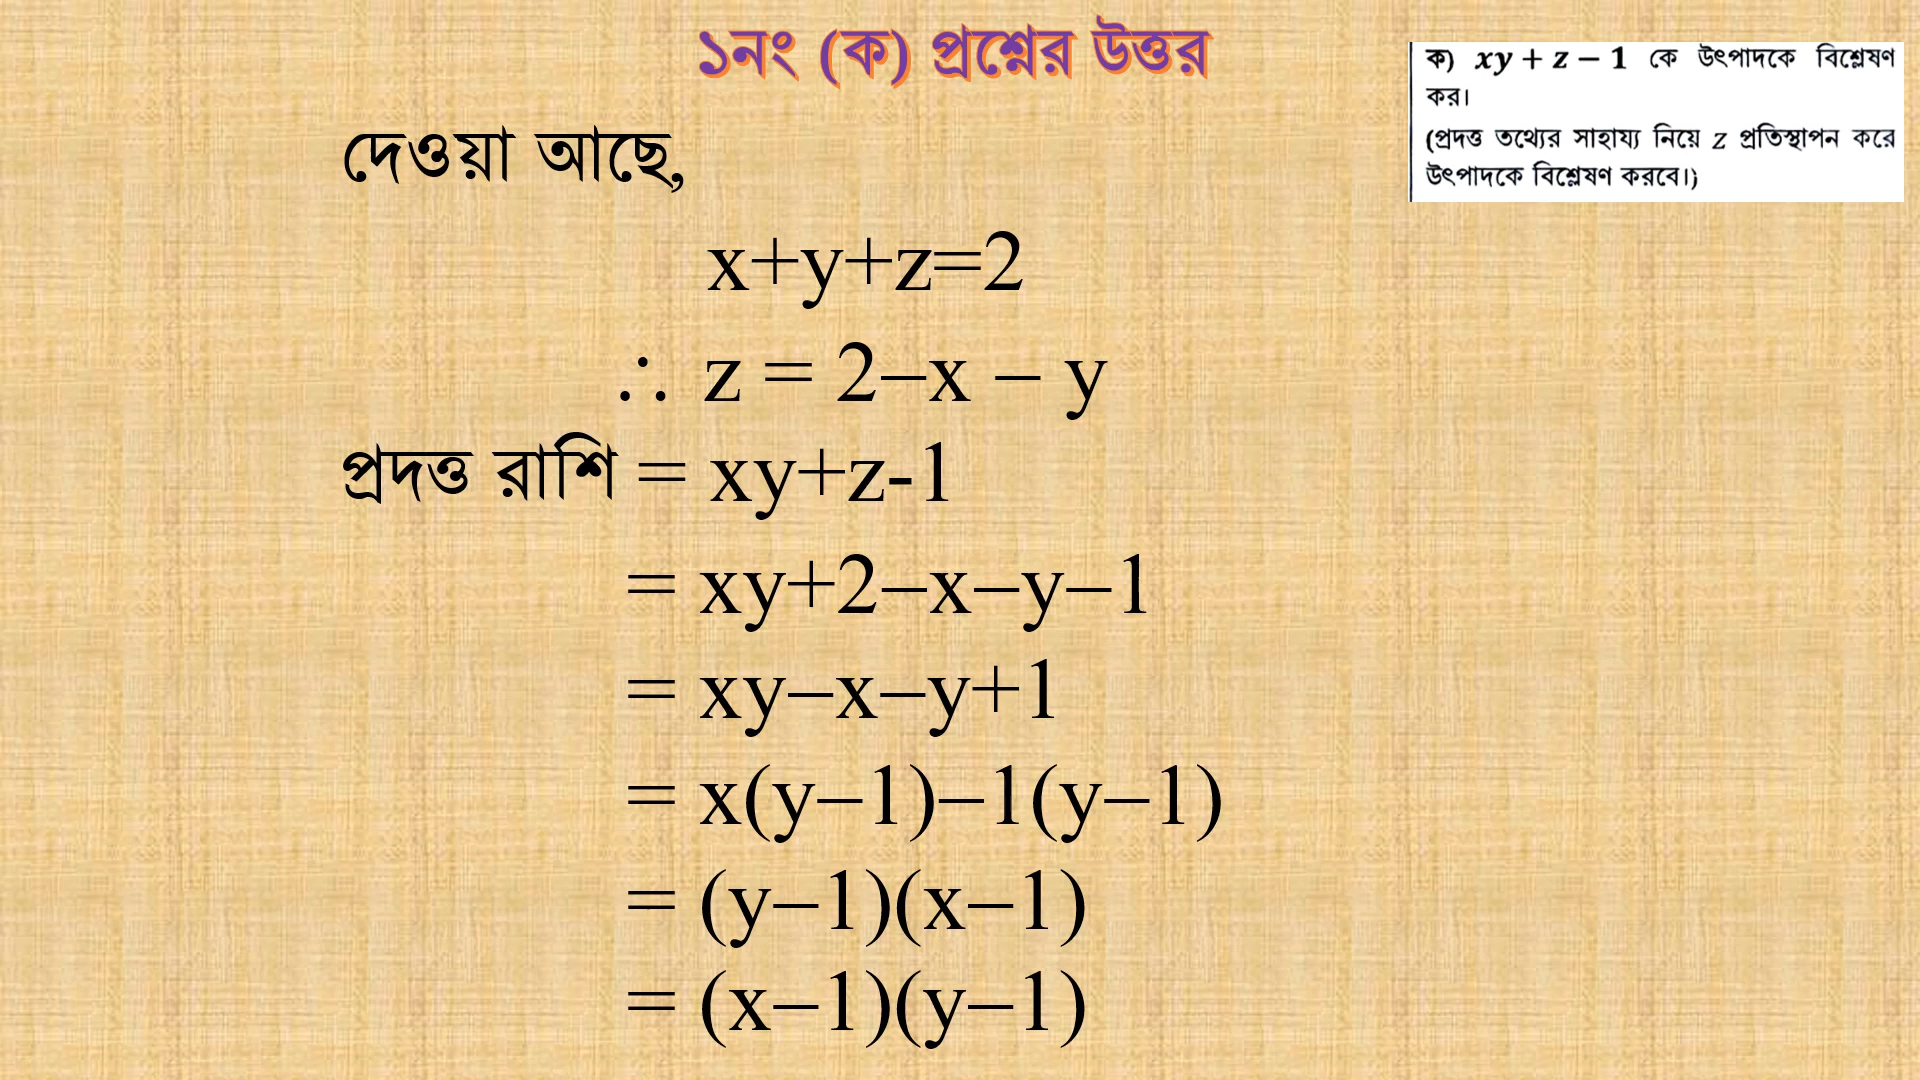 ১নং (ক) প্রশ্নের উত্তর
ক) xy + z − 1 কে উৎপাদকে বিশ্লেষণ
কর।
(প্রদত্ত তথ্যের সাহায্য নিয়ে z প্রতিস্থাপন করে
উৎপাদকে বিশ্লেষণ করবে।)
দেওয়া আছে,
x+y+z=2
∴ z = 2–x – y
প্রদত্ত রাশি = xy+z-1
= xy+2–x–y–1
= xy–x–y+1
= x(y–1)–1(y–1)
= (y–1)(x–1)
= (x–1)(y–1)